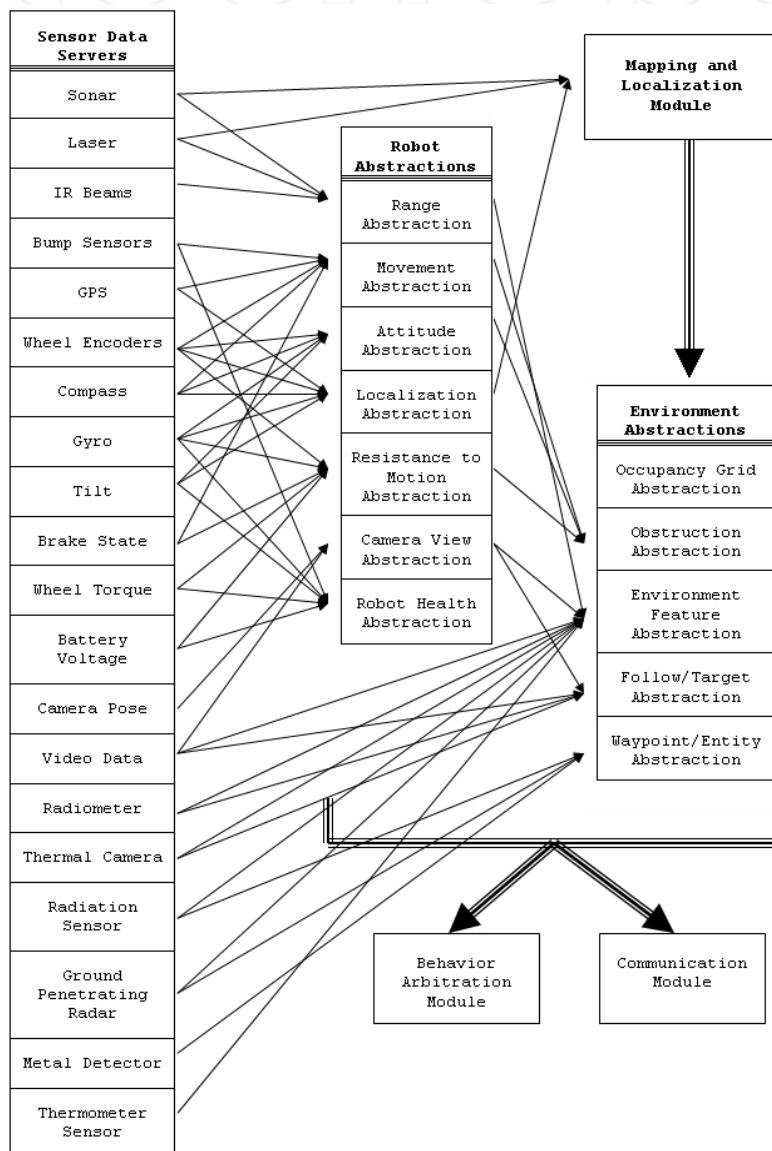 Sensor Data
Servers
Sonar
Laser
IR Beams
Bump Sensors
GPS
Wheel Encoders
Compass
Gyro
Tilt
Brake State
Wheel Torque
Battery
Voltage
Camera Pose
Video Data
Radiometer
Thermal Camera
Radiation
Sensor
Ground
Penetrating
Radar
Metal Detector
Thermometer
Sensor
Robot
Abstractions
Range
Abstraction
Movement
Abstraction
Attitude
Abstraction
Localization
Abstraction
Resistance to
Motion
Abstraction
Camera View
Abstraction
Robot Health
Abstraction
Mapping and
Localization
Module
Environment
Abstractions
Occupancy Grid
Abstraction
Obstruction
Abstraction
Environment
Feature
Abstraction
Follow/Target
Abstraction
Waypoint/Entity
Abstraction
Behavior
Arbitration
Module
Communication
Module